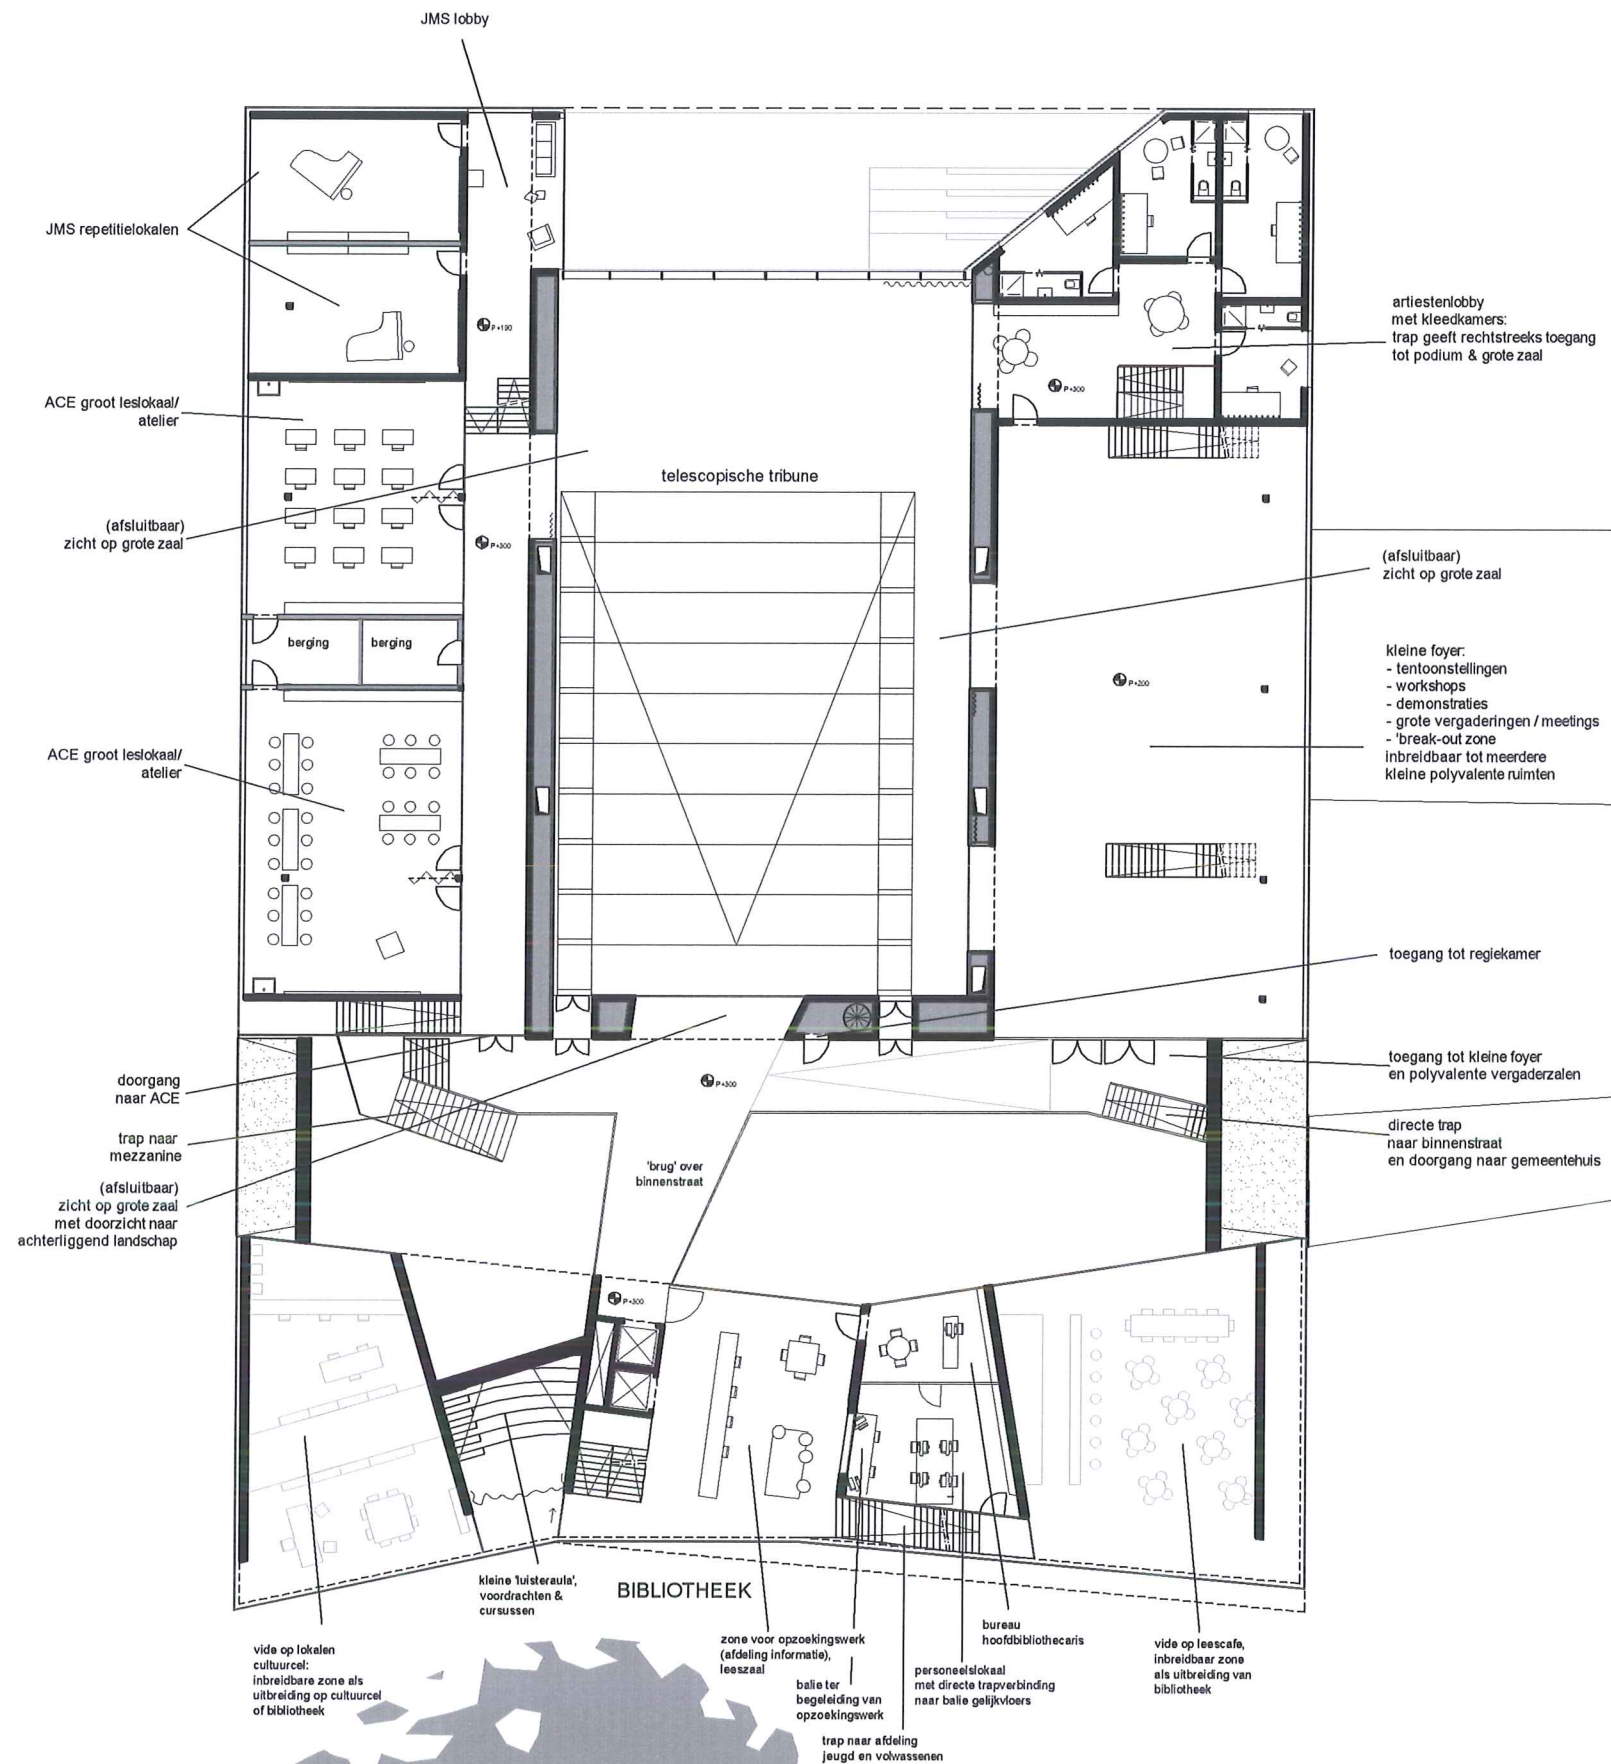 JMS lobby
JMS repetitielokalen
P+190
artiestenlobby
met kleedkamers:
trap geeft rechtstreeks toegang
tot podium & grote zaal
P+300
ACE groot leslokaal/
atelier
telescopische tribune
(afsluitbaar)
zicht op grote zaal
P+300
(afsluitbaar)
zicht op grote zaal
berging
berging
kleine foyer:
- tentoonstellingen
- workshops
- demonstraties
- grote vergaderingen / meetings
- 'break-out zone
inbreidbaar tot meerdere
kleine polyvalente ruimten
ACE groot leslokaal/
atelier
toegang tot regiekamer
doorgang
naar ACE
P+300
toegang tot kleine foyer
en polyvalente vergaderzalen
trap naar
mezzanine
directe trap
naar binnenstraat
en doorgang naar gemeentehuis
'brug' over
binnenstraat
(afsluitbaar)
zicht op grote zaal
met doorzicht naar
achterliggend landschap
P+300
kleine 'luisteraula',
voordrachten &
cursussen
BIBLIOTHEEK
vide op lokalen
cultuurcel:
inbreidbare zone als
uitbreiding op cultuurcel
of bibliotheek
zone voor opzoekingswerk
(afdeling informatie),
leeszaal
balie ter
begeleiding van
opzoekingswerk
trap naar afdeling
jeugd en volwassenen
personeelslokaal
met directe trapverbinding
naar balie gelijkvloers
bureau
hoofdbibliothecaris
vide op leescafe,
inbreidbaar zone
als uitbreiding van
bibliotheek